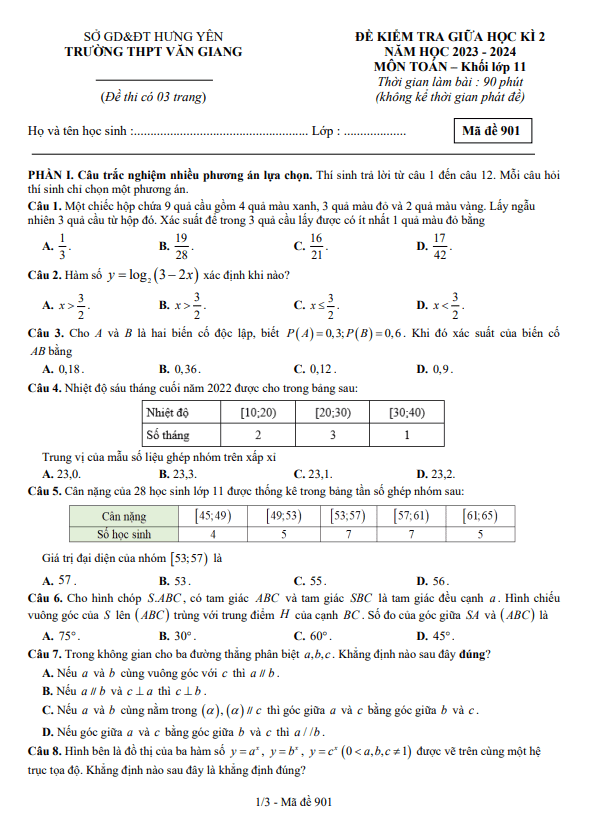 SỞ GD&ĐT HƯNG YÊN
TRƯỜNG THPT VĂN GIANG
(Đề thi có 03 trang)
ĐỀ KIỂM TRA GIỮA HỌC KÌ 2
NĂM HỌC 2023 - 2024
MÔN TOÁN – Khối lớp 11
Thời gian làm bài : 90 phút
(không kể thời gian phát đề)
Họ và tên học sinh :..................................................... Lớp : ...................
Mã đề 901
PHẦN I. Câu trắc nghiệm nhiều phương án lựa chọn. Thí sinh trả lời từ câu 1 đến câu 12. Mỗi câu hỏi
thí sinh chỉ chọn một phương án.
Câu 1. Một chiếc hộp chứa 9 quả cầu gồm 4 quả màu xanh, 3 quả màu đỏ và 2 quả màu vàng. Lấy ngẫu
nhiên 3 quả cầu từ hộp đó. Xác suất để trong 3 quả cầu lấy được có ít nhất 1 quả màu đỏ bằng
A. 1/3. B. 19/28. C. 16/21. D. 17/42.
Câu 2. Hàm số y = log₂(3 − 2x) xác định khi nào?
A. x > 3/2. B. x > 3/2. C. x ≤ 3/2. D. x < 3/2.
Câu 3. Cho A và B là hai biến cố độc lập, biết P(A) = 0,3; P(B) = 0,6. Khi đó xác suất của biến cố
AB bằng
A. 0,18. B. 0,36. C. 0,12. D. 0,9.
Câu 4. Nhiệt độ sáu tháng cuối năm 2022 được cho trong bảng sau:
Nhiệt độ [10;20) [20;30) [30;40)
Số tháng 2 3 1
Trung vị của mẫu số liệu ghép nhóm trên xấp xỉ
A. 23,0. B. 23,3. C. 23,1. D. 23,2.
Câu 5. Cân nặng của 28 học sinh lớp 11 được thống kê trong bảng tần số ghép nhóm sau:
Cân nặng [45;49) [49;53) [53;57) [57;61) [61;65)
Số học sinh 4 5 7 7 5
Giá trị đại diện của nhóm [53;57) là
A. 57. B. 53. C. 55. D. 56.
Câu 6. Cho hình chóp S.ABC, có tam giác ABC và tam giác SBC là tam giác đều cạnh a. Hình chiếu
vuông góc của S lên (ABC) trùng với trung điểm H của cạnh BC. Số đo của góc giữa SA và (ABC) là
A. 75°. B. 30°. C. 60°. D. 45°.
Câu 7. Trong không gian cho ba đường thẳng phân biệt a,b,c. Khẳng định nào sau đây đúng?
A. Nếu a và b cùng vuông góc với c thì a // b.
B. Nếu a // b và c ⊥ a thì c ⊥ b.
C. Nếu a và b cùng nằm trong (α), (α) // c thì góc giữa a và c bằng góc giữa b và c.
D. Nếu góc giữa a và c bằng góc giữa b và c thì a / /b.
Câu 8. Hình bên là đồ thị của ba hàm số y = aˣ, y = bˣ, y = cˣ (0 < a,b,c ≠ 1) được vẽ trên cùng một hệ
trục tọa độ. Khẳng định nào sau đây là khẳng định đúng?
1/3 - Mã đề 901